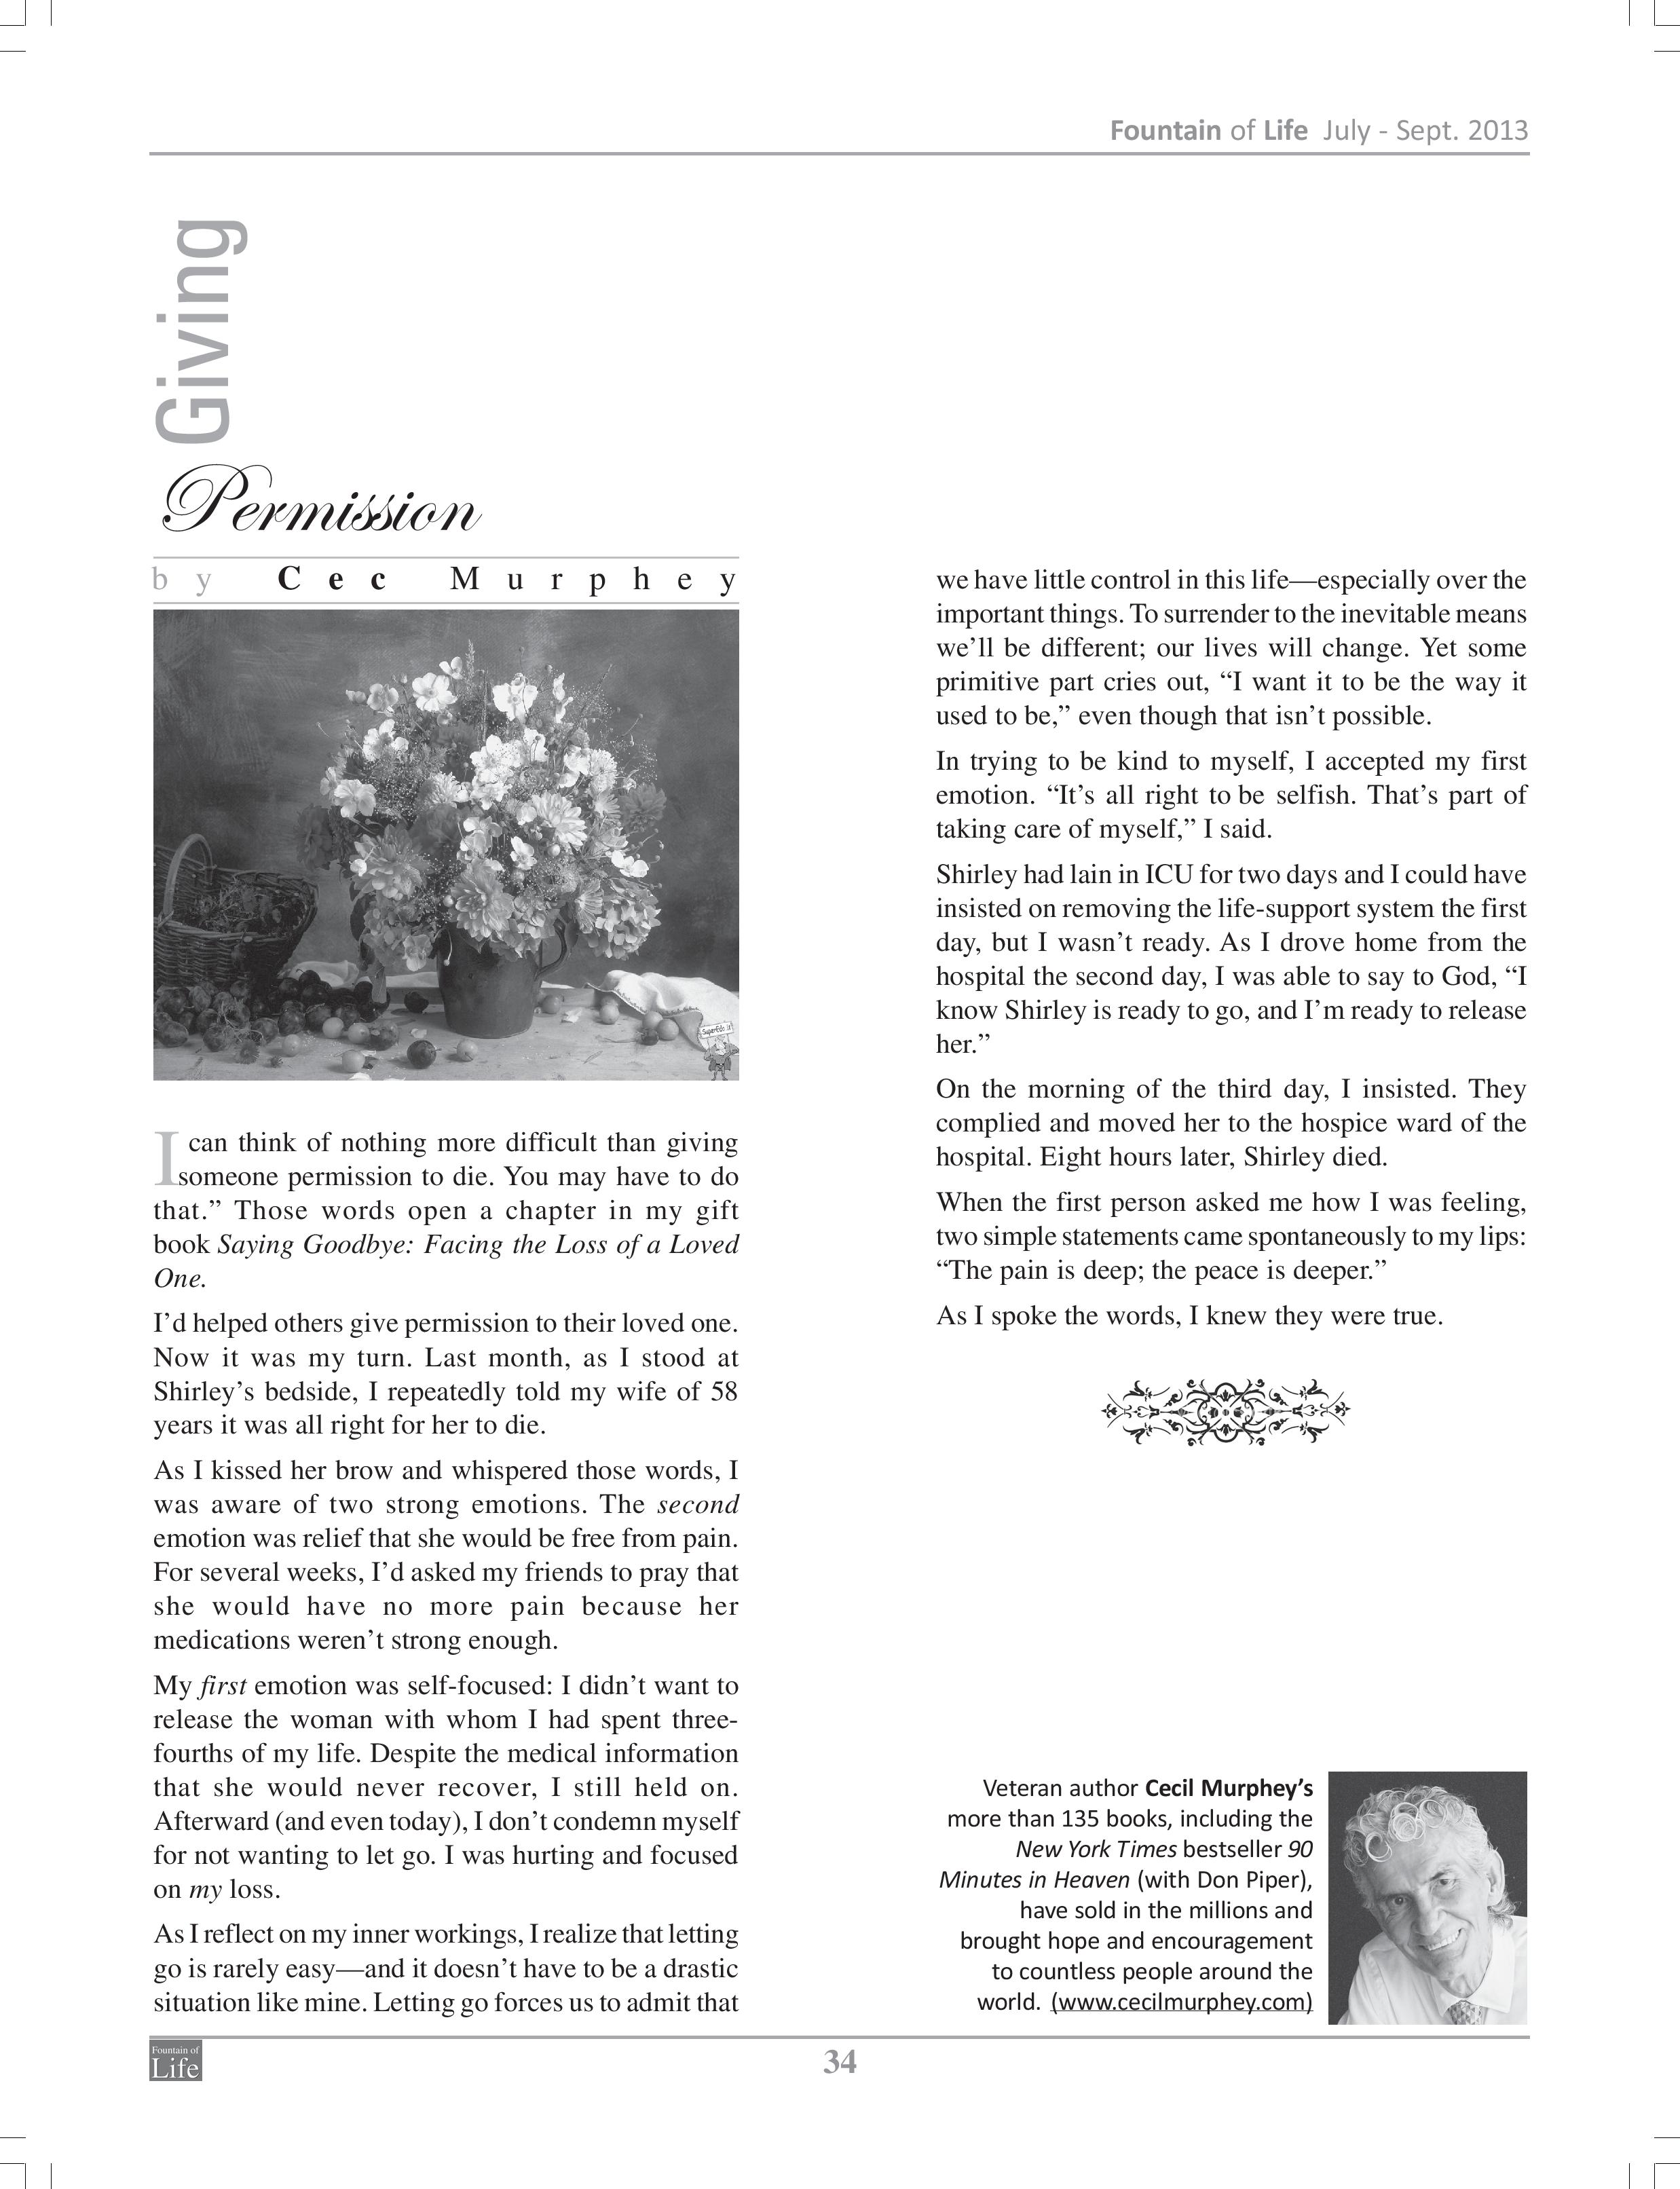 Fountain of Life July - Sept. 2013
Giving
Permission
by Cec Murphey
SuperEdo it
I can think of nothing more difficult than giving
someone permission to die. You may have to do
that.” Those words open a chapter in my gift
book Saying Goodbye: Facing the Loss of a Loved
One.
I’d helped others give permission to their loved one.
Now it was my turn. Last month, as I stood at
Shirley’s bedside, I repeatedly told my wife of 58
years it was all right for her to die.
As I kissed her brow and whispered those words, I
was aware of two strong emotions. The second
emotion was relief that she would be free from pain.
For several weeks, I’d asked my friends to pray that
she would have no more pain because her
medications weren’t strong enough.
My first emotion was self-focused: I didn’t want to
release the woman with whom I had spent three-
fourths of my life. Despite the medical information
that she would never recover, I still held on.
Afterward (and even today), I don’t condemn myself
for not wanting to let go. I was hurting and focused
on my loss.
As I reflect on my inner workings, I realize that letting
go is rarely easy—and it doesn’t have to be a drastic
situation like mine. Letting go forces us to admit that
we have little control in this life—especially over the
important things. To surrender to the inevitable means
we’ll be different; our lives will change. Yet some
primitive part cries out, “I want it to be the way it
used to be,” even though that isn’t possible.
In trying to be kind to myself, I accepted my first
emotion. “It’s all right to be selfish. That’s part of
taking care of myself,” I said.
Shirley had lain in ICU for two days and I could have
insisted on removing the life-support system the first
day, but I wasn’t ready. As I drove home from the
hospital the second day, I was able to say to God, “I
know Shirley is ready to go, and I’m ready to release
her.”
On the morning of the third day, I insisted. They
complied and moved her to the hospice ward of the
hospital. Eight hours later, Shirley died.
When the first person asked me how I was feeling,
two simple statements came spontaneously to my lips:
“The pain is deep; the peace is deeper.”
As I spoke the words, I knew they were true.
Veteran author Cecil Murphey’s
more than 135 books, including the
New York Times bestseller 90
Minutes in Heaven (with Don Piper),
have sold in the millions and
brought hope and encouragement
to countless people around the
world. (www.cecilmurphey.com)
Fountain of
Life
34